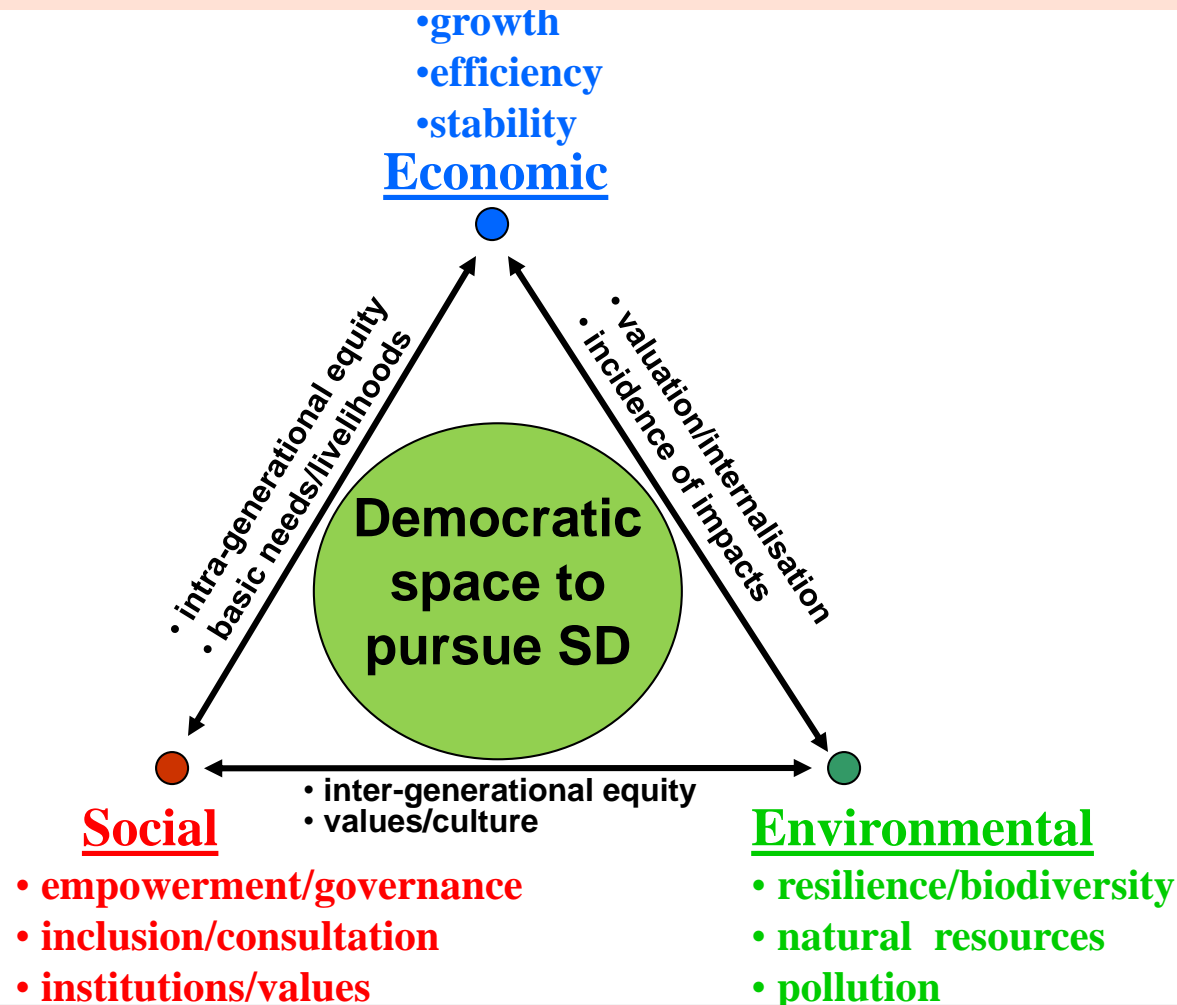 •growth
•efficiency
•stability
Economic
• intra-generational equity
• basic needs/livelihoods
• valuation/internalisation
• incidence of impacts
Democratic
space to
pursue SD
• inter-generational equity
• values/culture
Social
• empowerment/governance
• inclusion/consultation
• institutions/values
Environmental
• resilience/biodiversity
• natural resources
• pollution